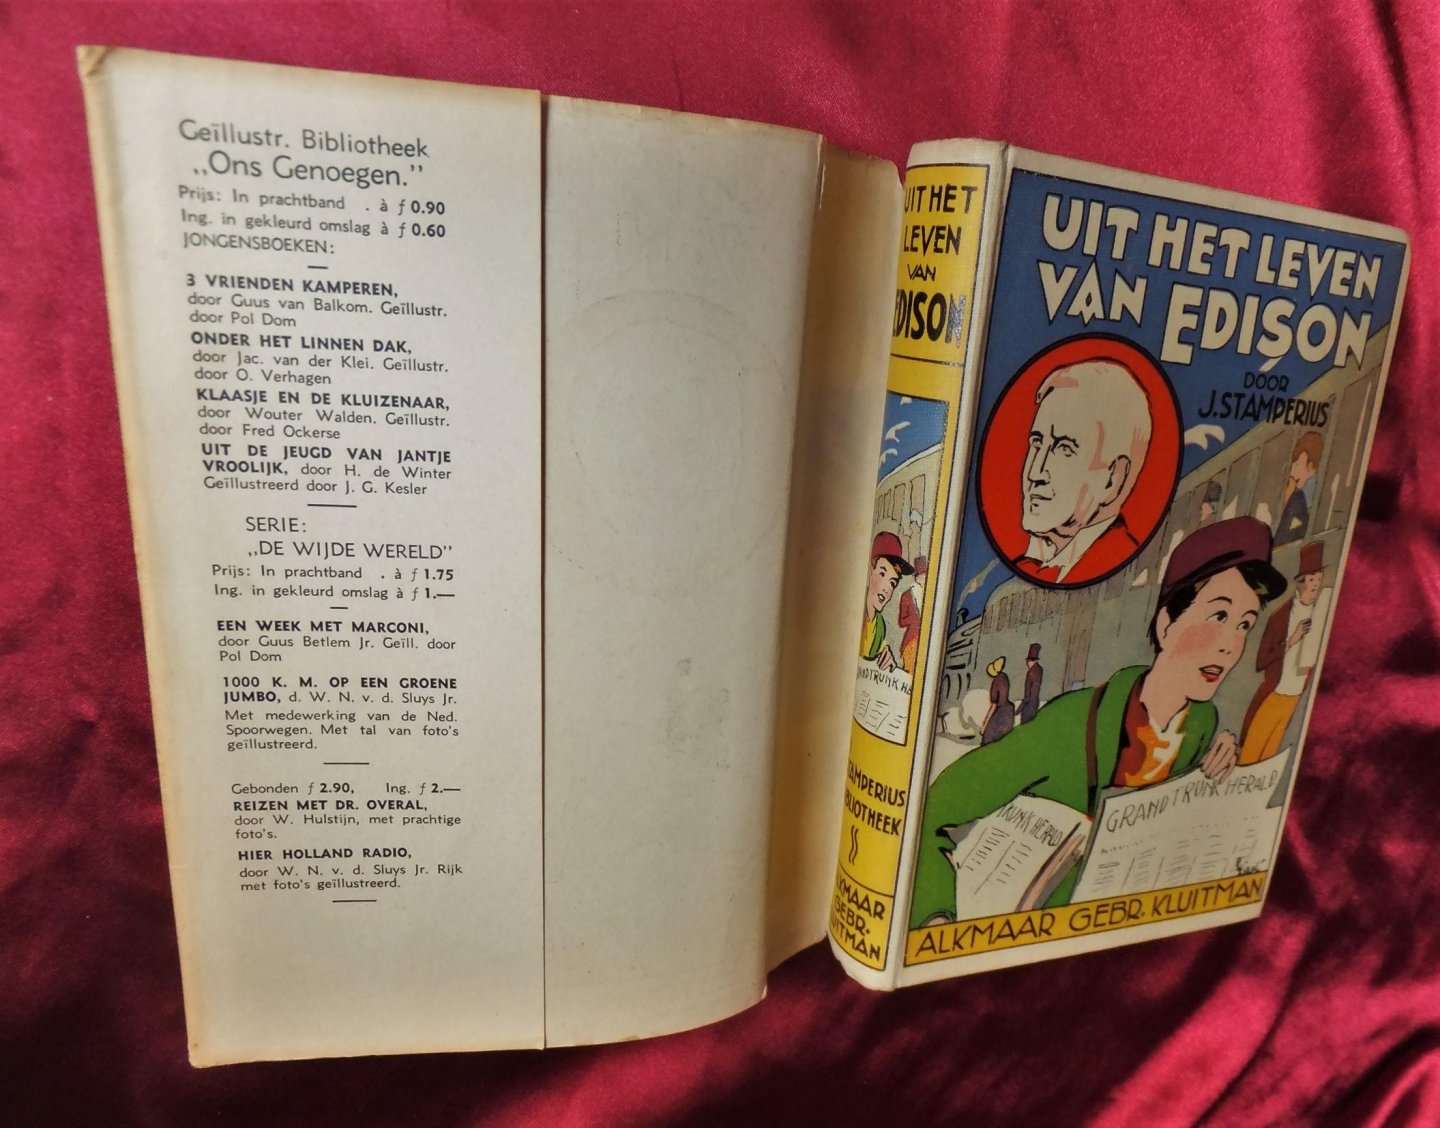 Geïllustr. Bibliotheek
„Ons Genoegen.”
Prijs: In prachtband . à ƒ 0.90
Ing. in gekleurd omslag à ƒ 0.60
JONGENSBOEKEN:
3 VRIENDEN KAMPEREN,
door Guus van Balkom. Geïllustr.
door Pol Dom
ONDER HET LINNEN DAK,
door Jac. van der Klei. Geïllustr.
door O. Verhagen
KLAASJE EN DE KLUIZENAAR,
door Wouter Walden. Geïllustr.
door Fred Ockerse
UIT DE JEUGD VAN JANTJE
VROOLIJK, door H. de Winter
Geïllustreerd door J. G. Kesler
SERIE:
„DE WIJDE WERELD”
Prijs: In prachtband . à ƒ 1.75
Ing. in gekleurd omslag à ƒ 1.—
EEN WEEK MET MARCONI,
door Guus Betlem Jr. Geïll. door
Pol Dom
1000 K. M. OP EEN GROENE
JUMBO, d. W. N. v. d. Sluys Jr.
Met medewerking van de Ned.
Spoorwegen. Met tal van foto's
geïllustreerd.
Gebonden ƒ 2.90, Ing. ƒ 2.—
REIZEN MET DR. OVERAL,
door W. Hulstijn, met prachtige
foto's.
HIER HOLLAND RADIO,
door W. N. v. d. Sluys Jr. Rijk
met foto's geïllustreerd.
UIT HET
LEVEN
VAN
EDISON
GRAND TRUNK HE
STAMPERIUS
BIBLIOTHEEK
ALKMAAR
GEBR.
KLUITMAN
UIT HET LEVEN
VAN EDISON
DOOR
J. STAMPERIUS
TRUNK HERALD
GRAND TRUNK HERALD
ALKMAAR GEBR. KLUITMAN